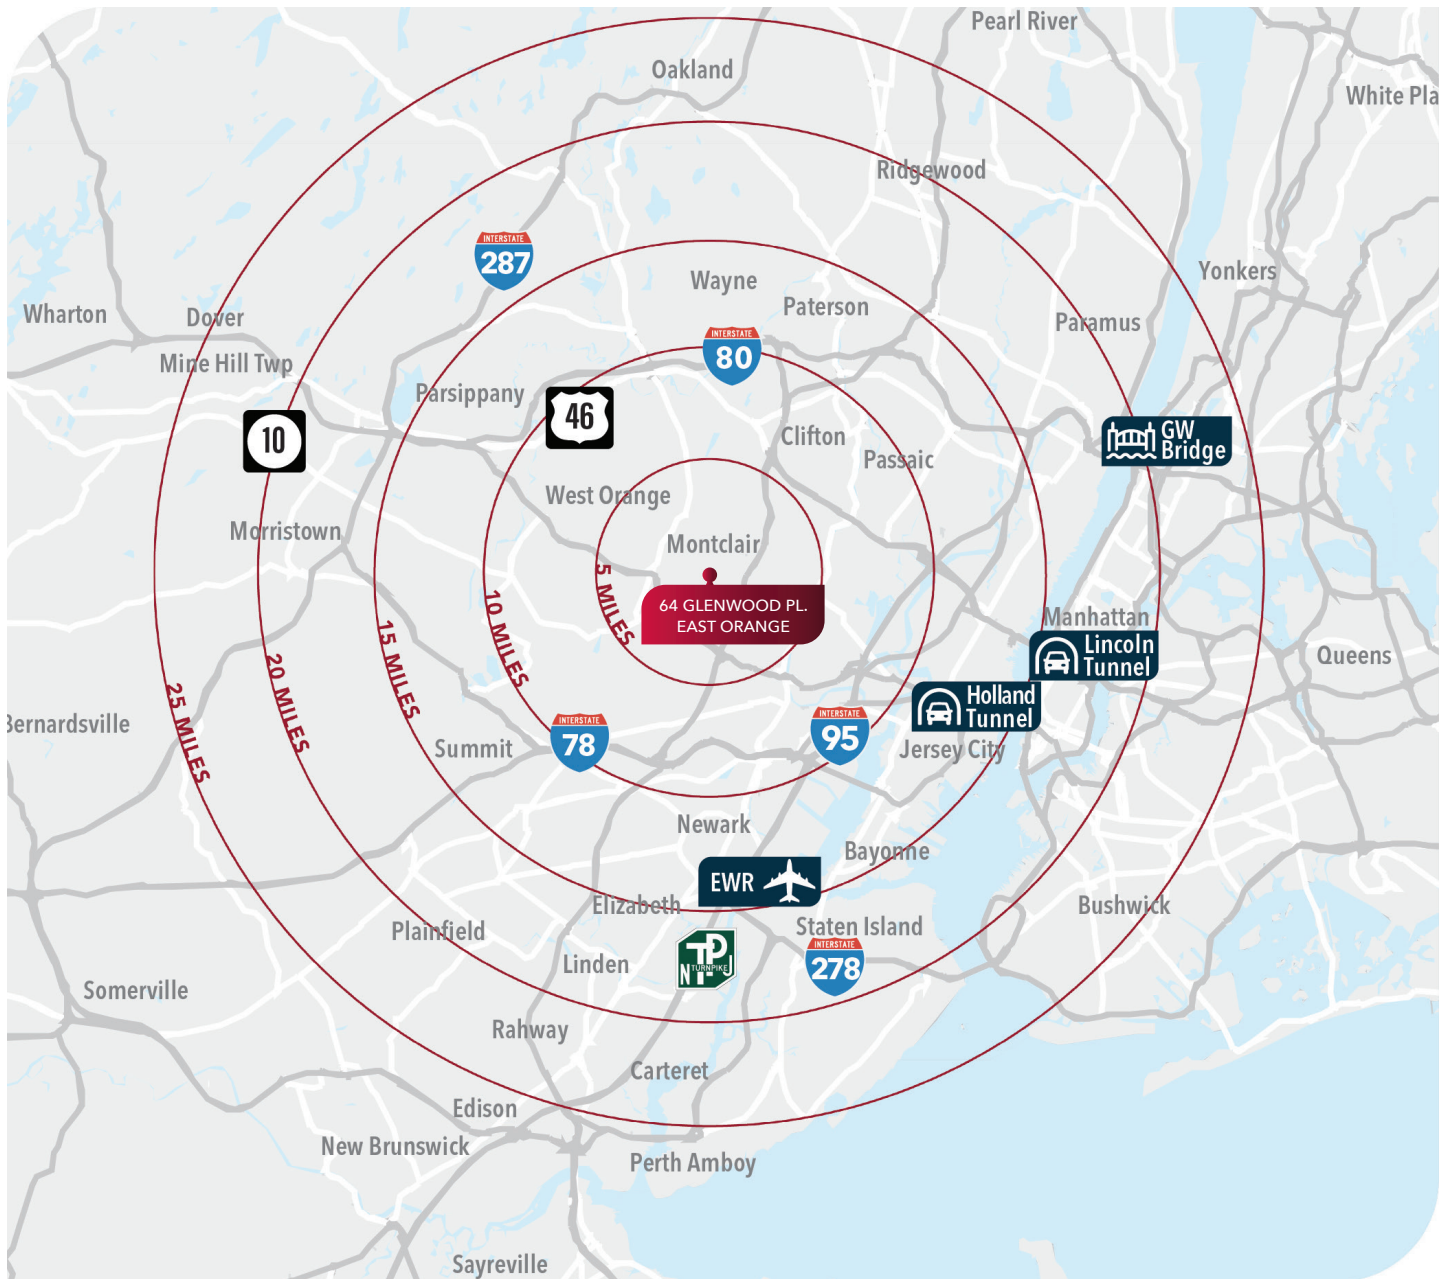 Pearl River
Oakland
White Pla
Ridgewood
INTERSTATE
287
Yonkers
Wayne
Paterson
Wharton
Dover
Paramus
INTERSTATE
80
Mine Hill Twp
Parsippany
46
10
GW
Bridge
Clifton
Passaic
West Orange
Morristown
Montclair
5 MILES
64 GLENWOOD PL.
EAST ORANGE
10 MILES
15 MILES
20 MILES
25 MILES
Manhattan
Lincoln
Tunnel
Queens
Holland
Tunnel
Bernardsville
Summit
INTERSTATE
78
INTERSTATE
95
Jersey City
Newark
Bayonne
EWR
Elizabeth
Bushwick
Plainfield
Staten Island
INTERSTATE
278
Linden
NTPJ
TURNPIKE
Somerville
Rahway
Carteret
Edison
New Brunswick
Perth Amboy
Sayreville